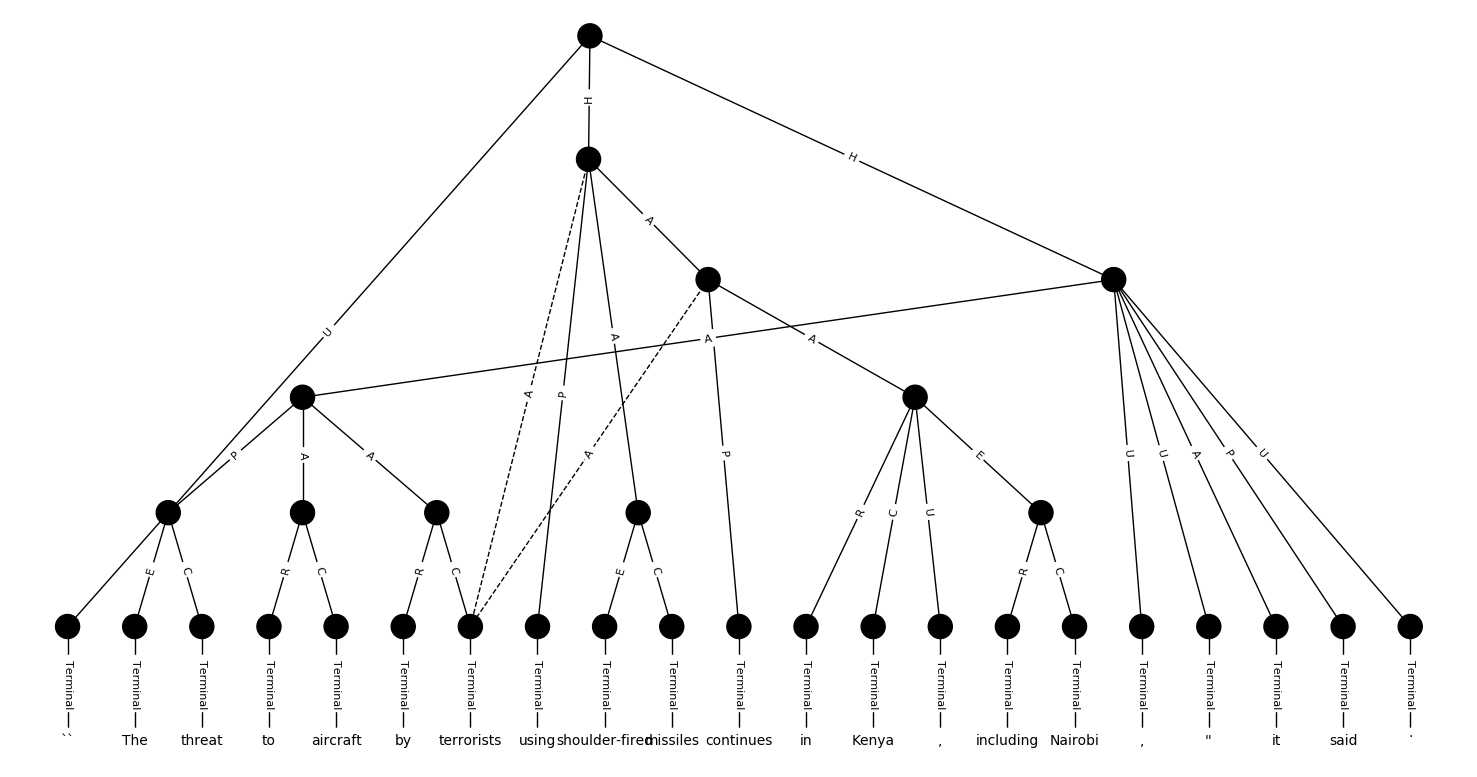 H
H
A
U
A
A
A
A
P
P
A
A
P
A
A
P
E
U
U
A
P
U
R
C
U
E
C
R
C
R
C
E
C
R
C
Terminal Terminal Terminal Terminal Terminal Terminal Terminal Terminal Terminal Terminal Terminal Terminal Terminal Terminal Terminal Terminal Terminal Terminal Terminal Terminal Terminal
`` The threat to aircraft by terrorists using shoulder-fired missiles continues in Kenya , including Nairobi , " it said .